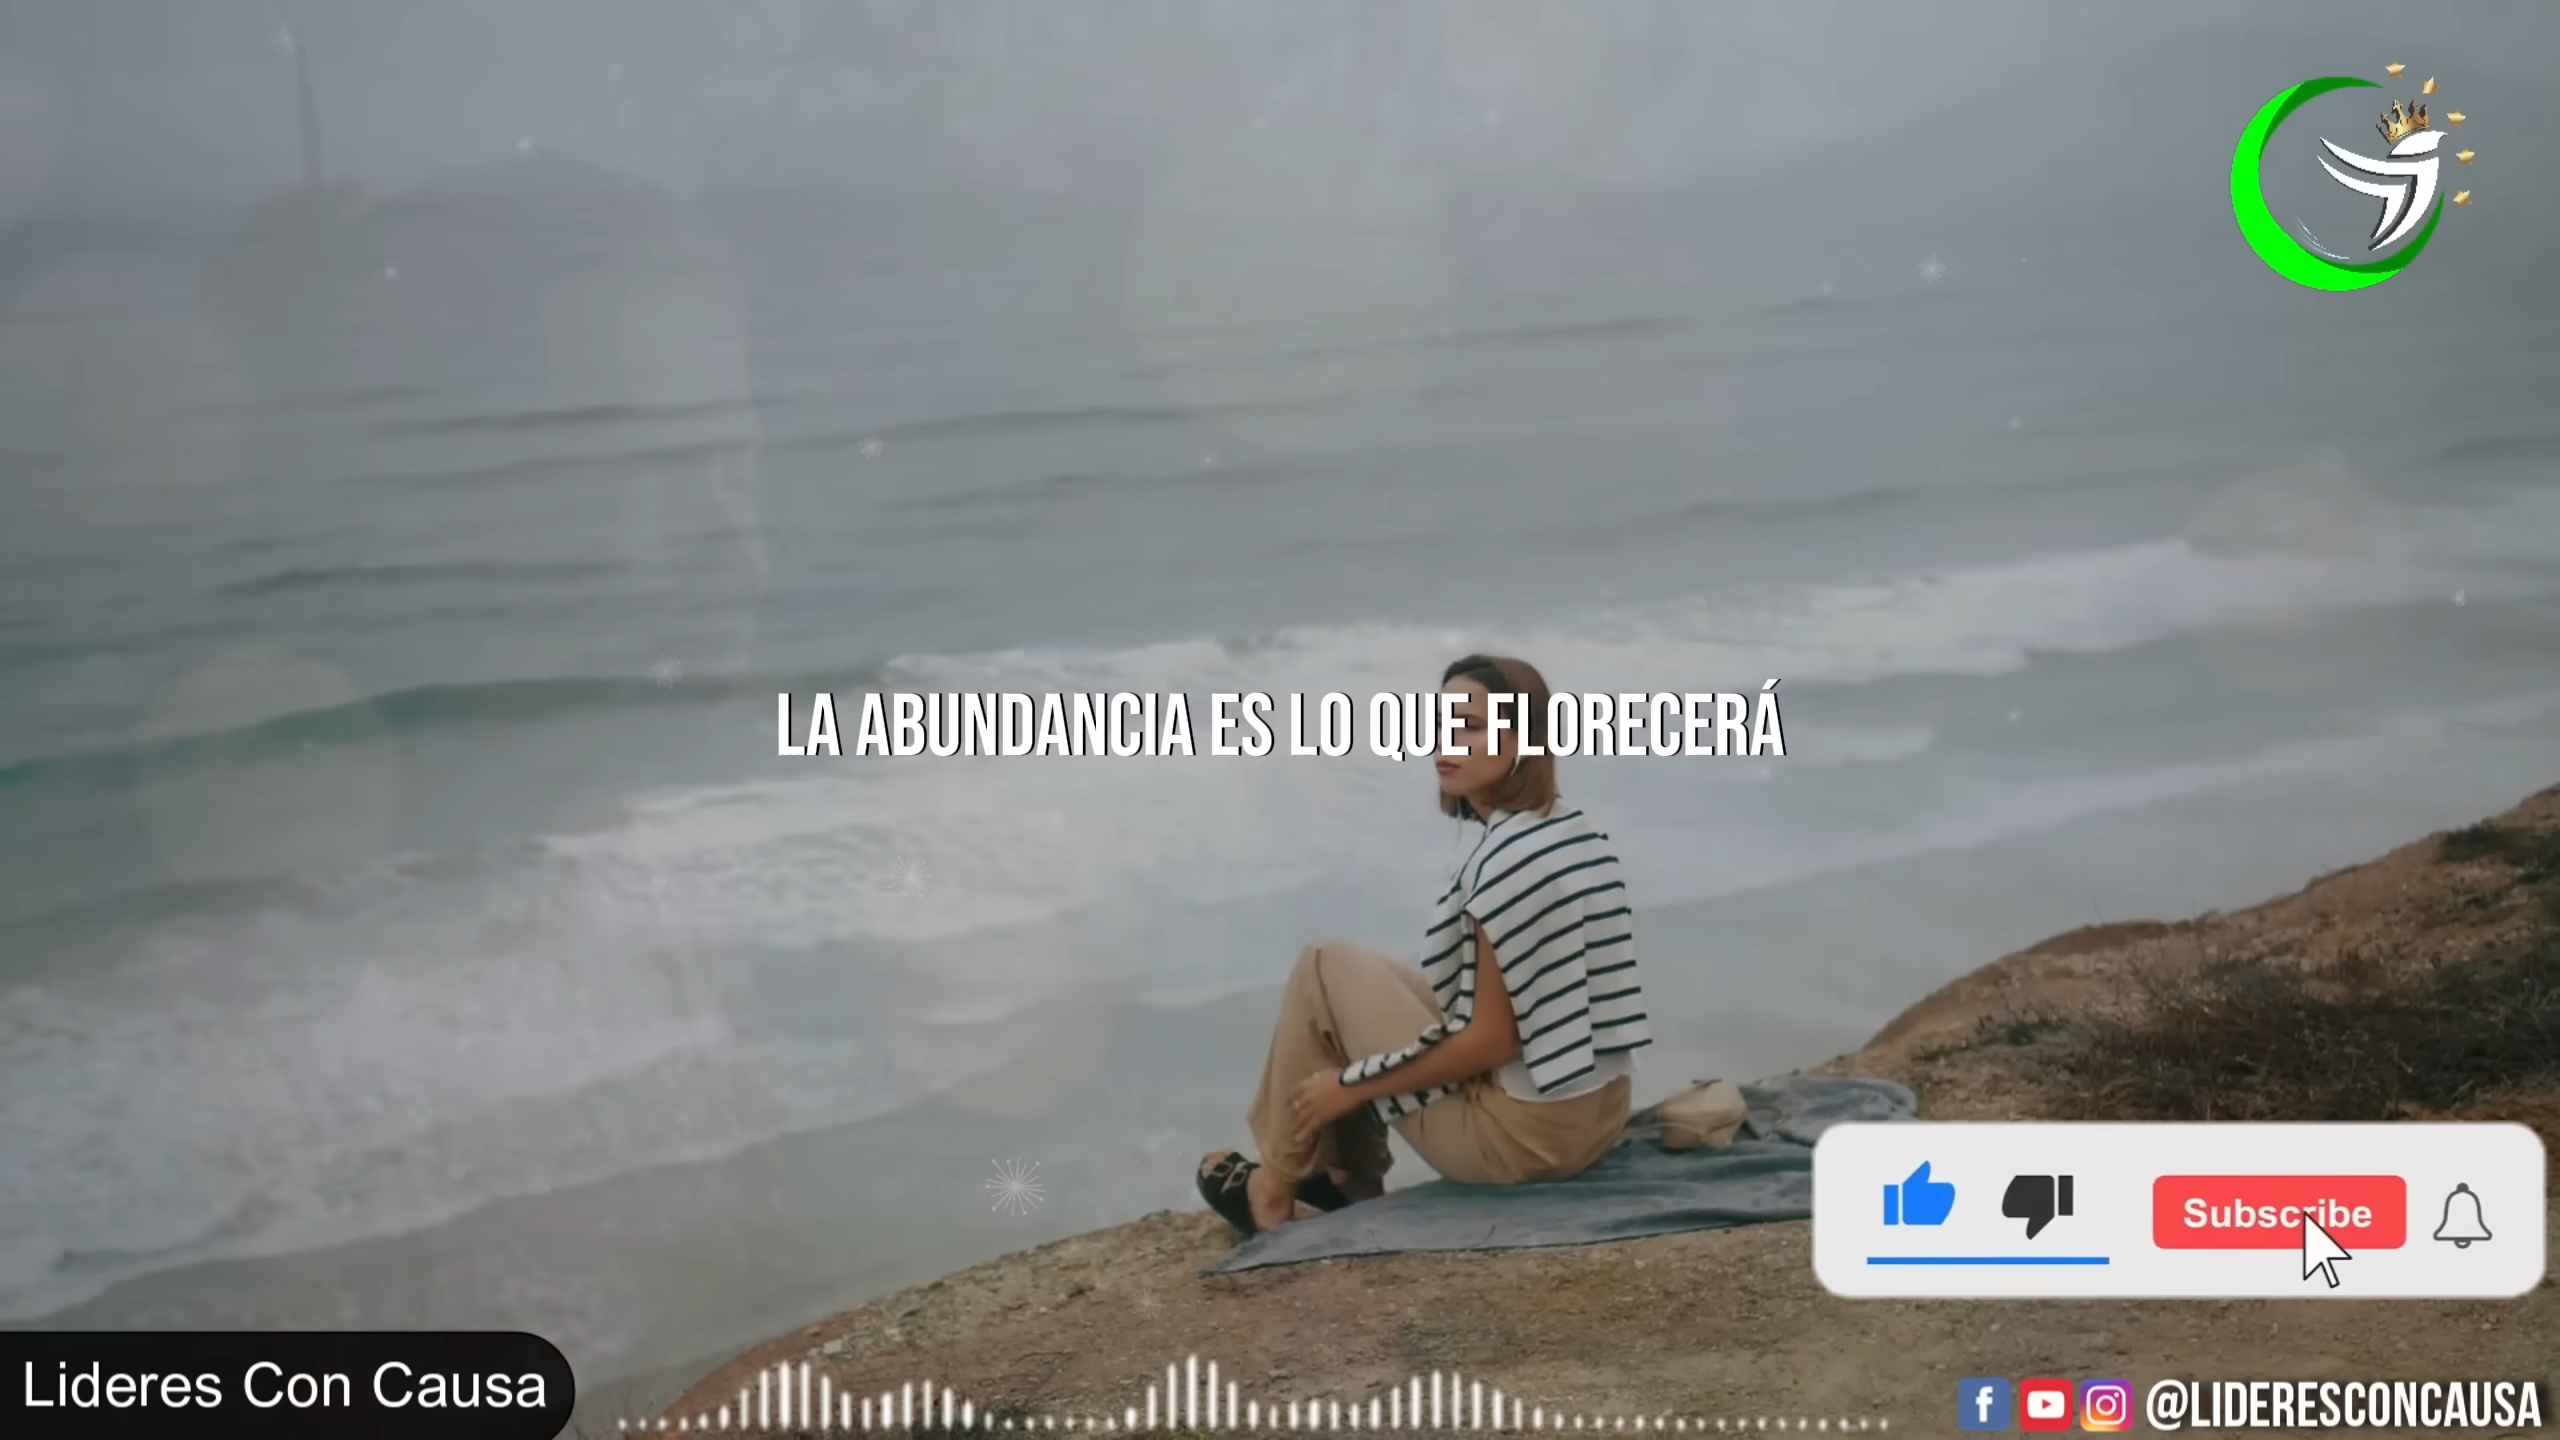 LA ABUNDANCIA ES LO QUE FLORECERÁ
Subscribe
Lideres Con Causa
@LIDERESCONCAUSA